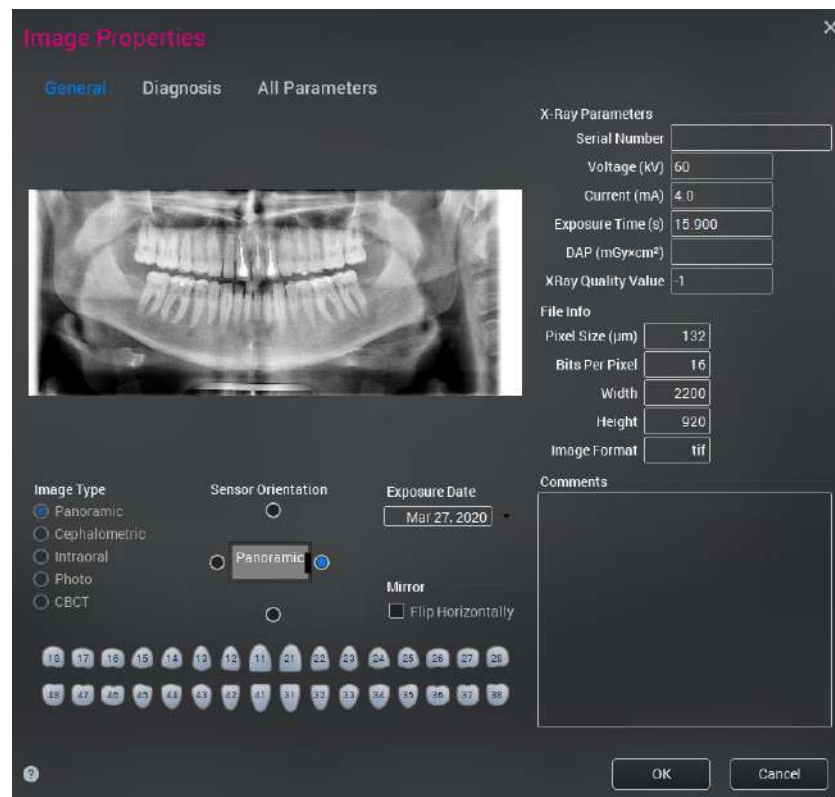 Image Properties
General Diagnosis All Parameters
X-Ray Parameters
Serial Number
Voltage (kV) 60
Current (mA) 4.0
Exposure Time (s) 15.900
DAP (mGy×cm²)
XRay Quality Value -1
File Info
Pixel Size (µm) 132
Bits Per Pixel 16
Width 2200
Height 920
Image Format tif
Image Type
Panoramic
Cephalometric
Intraoral
Photo
CBCT
Sensor Orientation
Panoramic
Exposure Date
Mar 27, 2020
Mirror
Flip Horizontally
Comments
18 17 16 15 14 13 12 11 21 22 23 24 25 26 27 28
48 47 46 45 44 43 42 41 31 32 33 34 35 36 37 38
?
OK Cancel